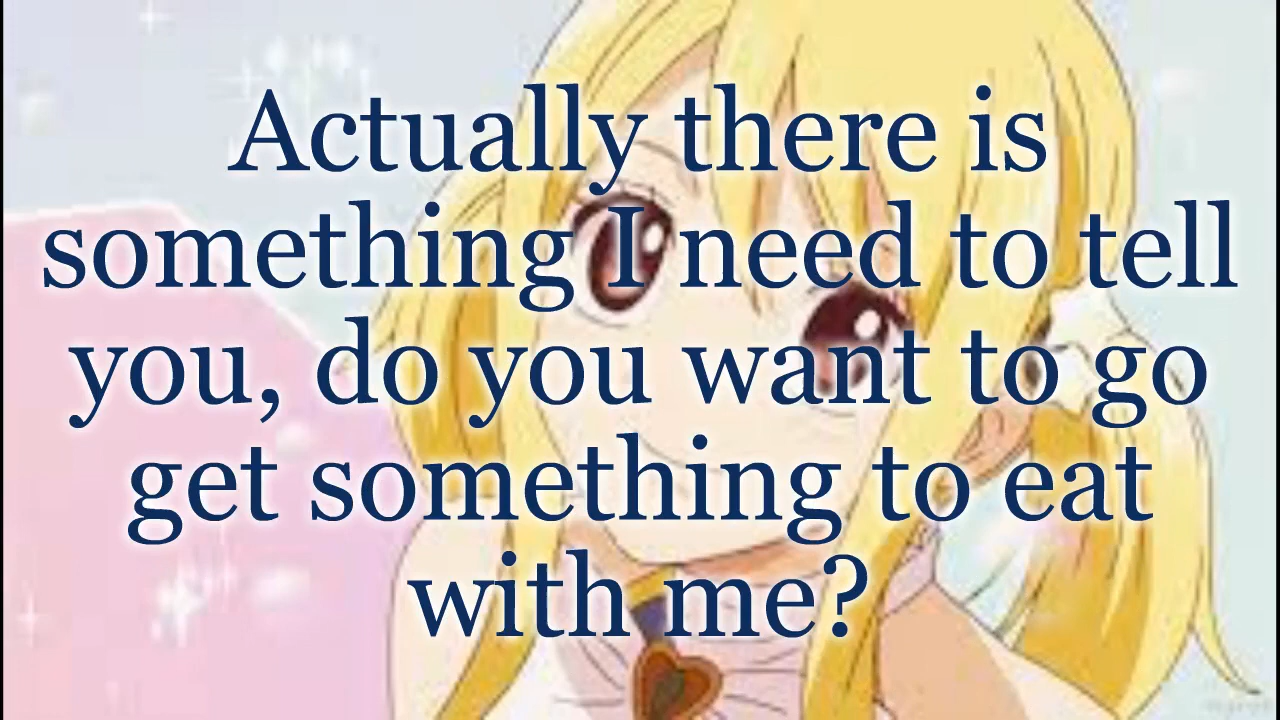 Actually there is
something I need to tell
you, do you want to go
get something to eat
with me?